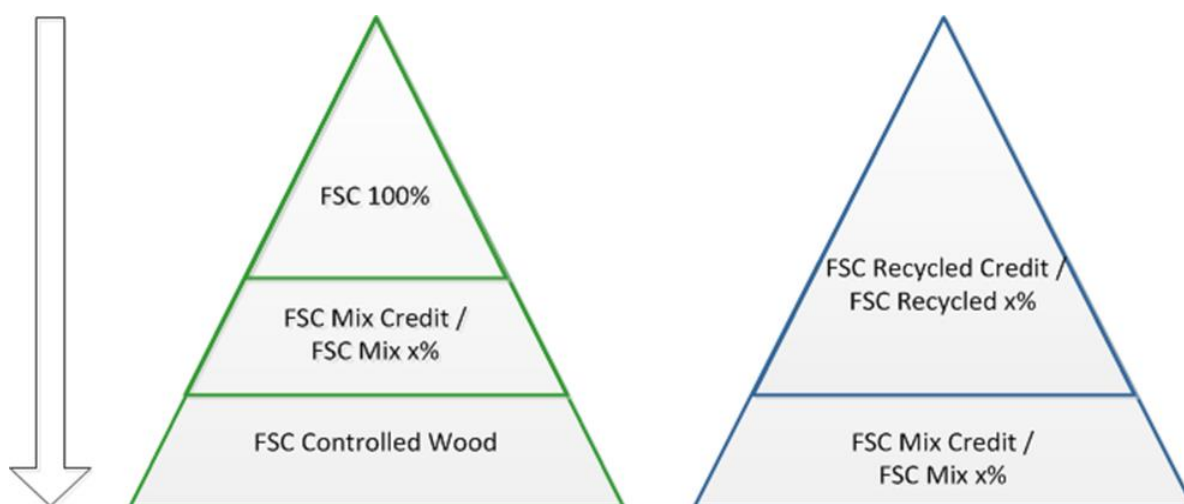 FSC 100%
FSC Mix Credit /
FSC Mix x%
FSC Controlled Wood
FSC Recycled Credit /
FSC Recycled x%
FSC Mix Credit /
FSC Mix x%